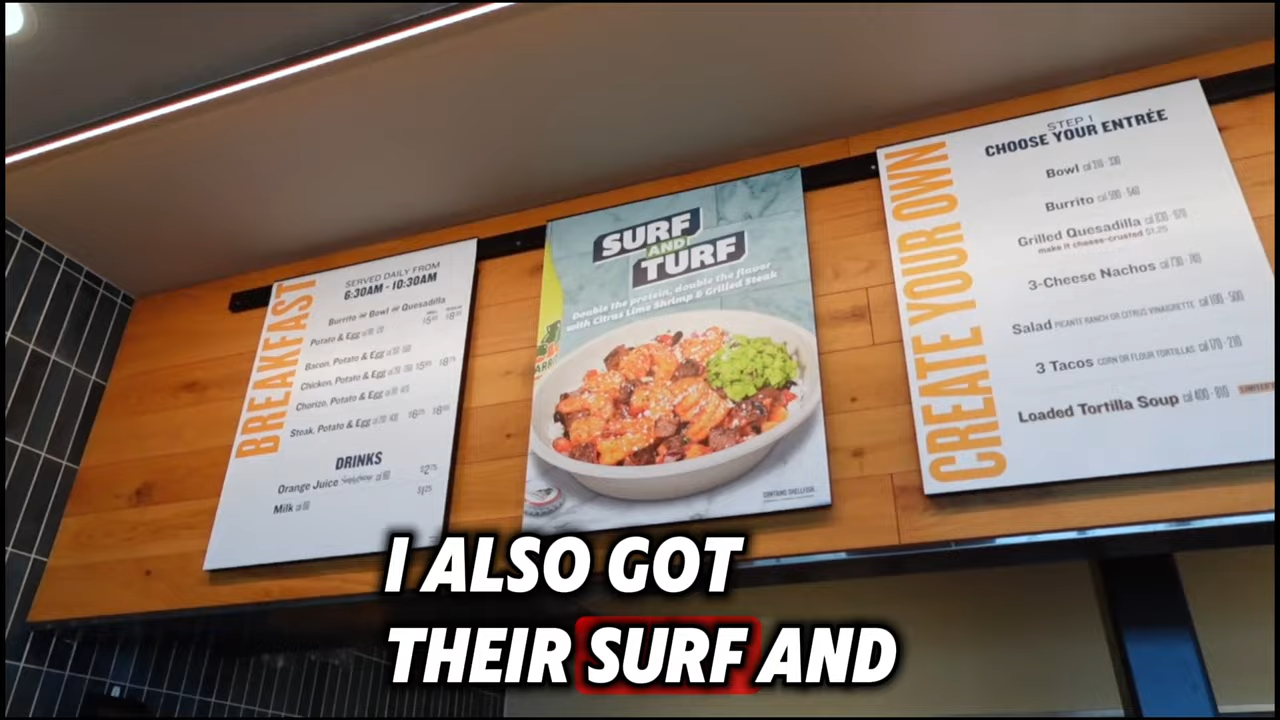 BREAKFAST
SERVED DAILY FROM
6:30AM - 10:30AM
Burrito or Bowl or Quesadilla
Potato & Egg
Bacon, Potato & Egg
Chicken, Potato & Egg
Chorizo, Potato & Egg
Steak, Potato & Egg
DRINKS
Orange Juice
Milk
SURF
AND
TURF
Double the protein, double the flavor
with Citrus Lime Shrimp & Grilled Steak
CONTAINS SHELLFISH.
CREATE YOUR OWN
STEP 1
CHOOSE YOUR ENTRÉE
Bowl
Burrito
Grilled Quesadilla
make it cheese-crusted $1.25
3-Cheese Nachos
Salad PICANTE RANCH OR CITRUS VINAIGRETTE
3 Tacos CORN OR FLOUR TORTILLAS
Loaded Tortilla Soup
I ALSO GOT
THEIR SURF AND